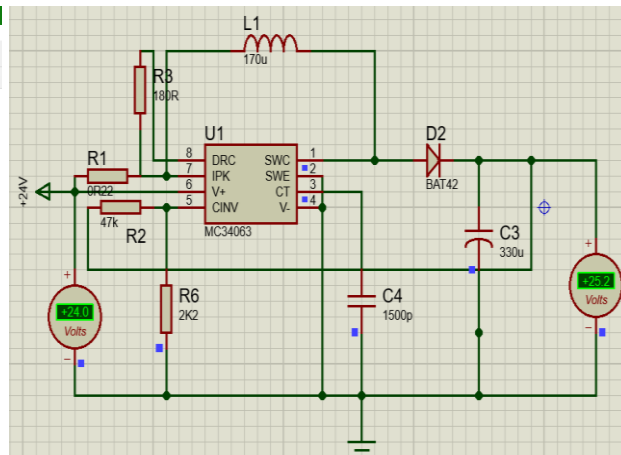 L1
170u
R3
180R
U1
R1
0R22
8 DRC SWC 1
7 IPK SWE 2
6 V+ CT 3
5 CINV V- 4
MC34063
D2
BAT42
+24V
47k
R2
C3
330u
R6
2K2
C4
1500p
+
+24.0
Volts
−
+
+25.2
Volts
−